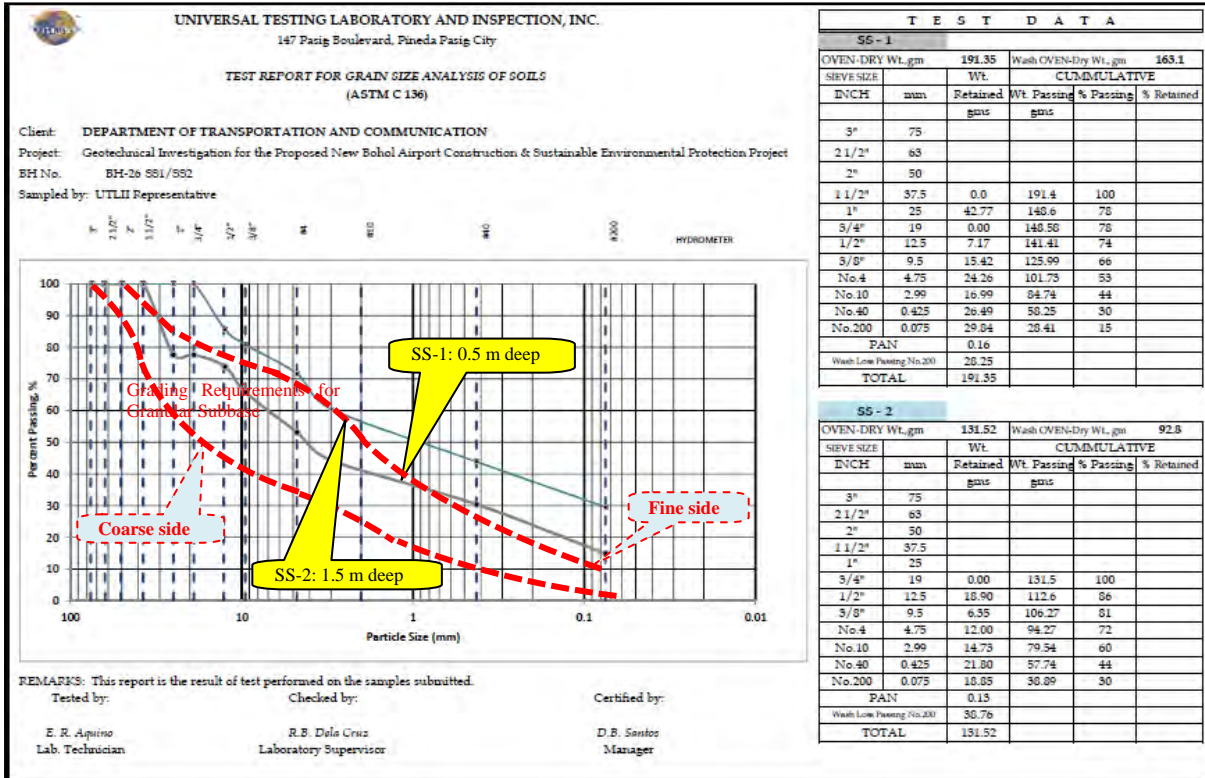 UNIVERSAL TESTING LABORATORY AND INSPECTION, INC.
147 Pasig Boulevard, Pineda Pasig City
TEST REPORT FOR GRAIN SIZE ANALYSIS OF SOILS
(ASTM C 136)
Client: DEPARTMENT OF TRANSPORTATION AND COMMUNICATION
Project: Geotechnical Investigation for the Proposed New Bohol Airport Construction & Sustainable Environmental Protection Project
BH No. BH-26 SS1/SS2
Sampled by: UTLII Representative
3" 2 1/2" 2" 1 1/2" 1" 3/4" 1/2" 3/8" #4 #10 #40 #200 HYDROMETER
Percent Passing, %
100
90
80
70
60
50
40
30
20
10
0
SS-1: 0.5 m deep
Grading Requirements for
Granular Subbase
Coarse side
Fine side
SS-2: 1.5 m deep
100 10 1 0.1 0.01
Particle Size (mm)
REMARKS: This report is the result of test performed on the samples submitted.
Tested by: Checked by: Certified by:
E. R. Aquino R.B. Dela Cruz D.B. Santos
Lab. Technician Laboratory Supervisor Manager
T E S T D A T A
SS - 1
OVEN-DRY Wt.,gm 191.35 Wash OVEN-Dry Wt., gm 163.1
SIEVE SIZE Wt. CUMMULATIVE
INCH mm Retained Wt. Passing % Passing % Retained
gms gms
3" 75
2 1/2" 63
2" 50
1 1/2" 37.5 0.0 191.4 100
1" 25 42.77 148.6 78
3/4" 19 0.00 148.58 78
1/2" 12.5 7.17 141.41 74
3/8" 9.5 15.42 125.99 66
No.4 4.75 24.26 101.73 53
No.10 2.99 16.99 84.74 44
No.40 0.425 26.49 58.25 30
No.200 0.075 29.84 28.41 15
PAN 0.16
Wash Loss Passing No.200 28.25
TOTAL 191.35
SS - 2
OVEN-DRY Wt.,gm 131.52 Wash OVEN-Dry Wt., gm 92.8
SIEVE SIZE Wt. CUMMULATIVE
INCH mm Retained Wt. Passing % Passing % Retained
gms gms
3" 75
2 1/2" 63
2" 50
1 1/2" 37.5
1" 25
3/4" 19 0.00 131.5 100
1/2" 12.5 18.90 112.6 86
3/8" 9.5 6.35 106.27 81
No.4 4.75 12.00 94.27 72
No.10 2.99 14.73 79.54 60
No.40 0.425 21.80 57.74 44
No.200 0.075 18.85 38.89 30
PAN 0.13
Wash Loss Passing No.200 38.76
TOTAL 131.52